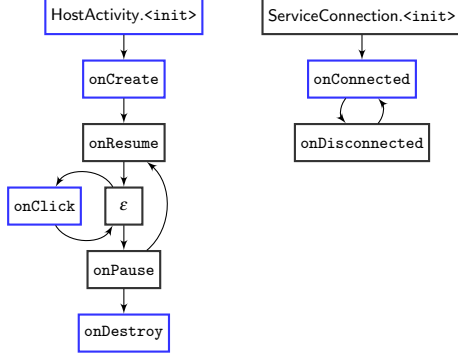 HostActivity.<init>
onCreate
onResume
onClick
ε
onPause
onDestroy
ServiceConnection.<init>
onConnected
onDisconnected